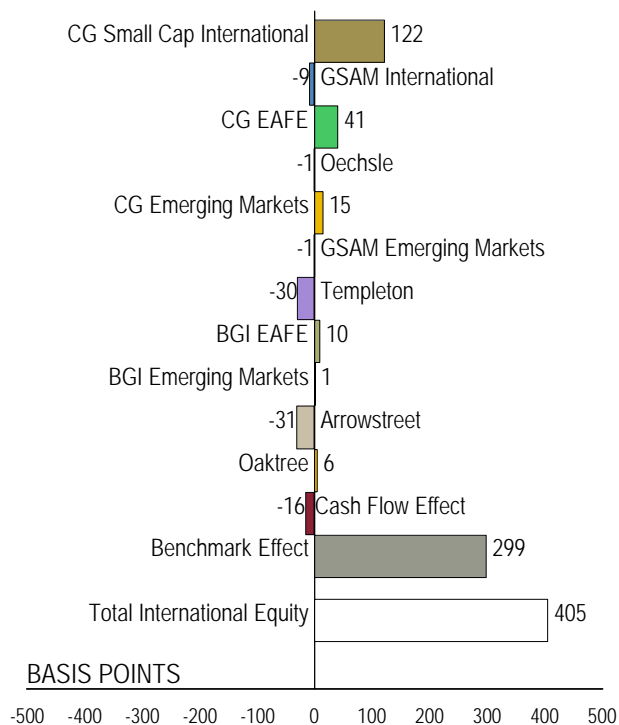 CG Small Cap International 122
-9 GSAM International
CG EAFE 41
-1 Oechsle
CG Emerging Markets 15
-1 GSAM Emerging Markets
-30 Templeton
BGI EAFE 10
BGI Emerging Markets 1
-31 Arrowstreet
Oaktree 6
-16 Cash Flow Effect
Benchmark Effect 299
Total International Equity 405
BASIS POINTS
-500 -400 -300 -200 -100 0 100 200 300 400 500